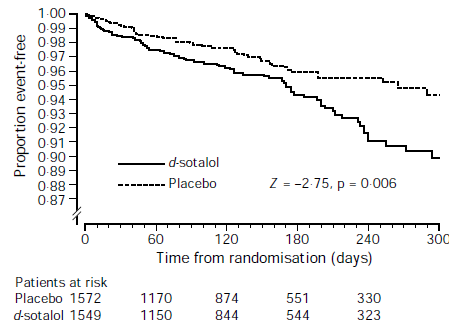 1·00
0·99
0·98
0·97
0·96
0·95
0·94
0·93
0·92
0·91
0·90
0·89
0·88
0·87
Proportion event-free
d-sotalol
Placebo
Z = –2·75, p = 0·006
0 60 120 180 240 300
Time from randomisation (days)
Patients at risk
Placebo 1572 1170 874 551 330
d-sotalol 1549 1150 844 544 323